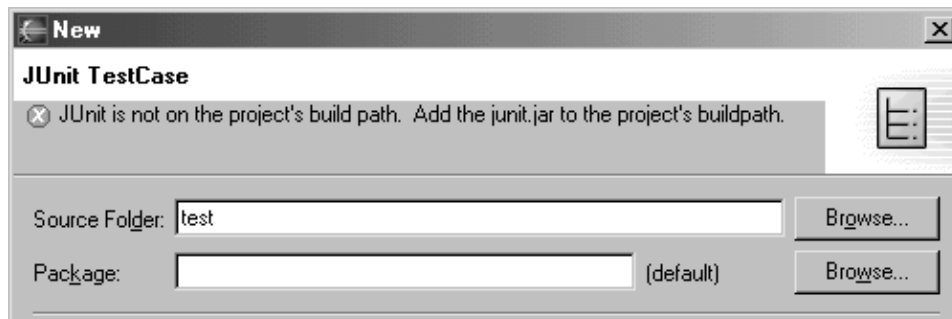 New
JUnit TestCase
JUnit is not on the project's build path. Add the junit.jar to the project's buildpath.
Source Folder: test Browse...
Package: (default) Browse...